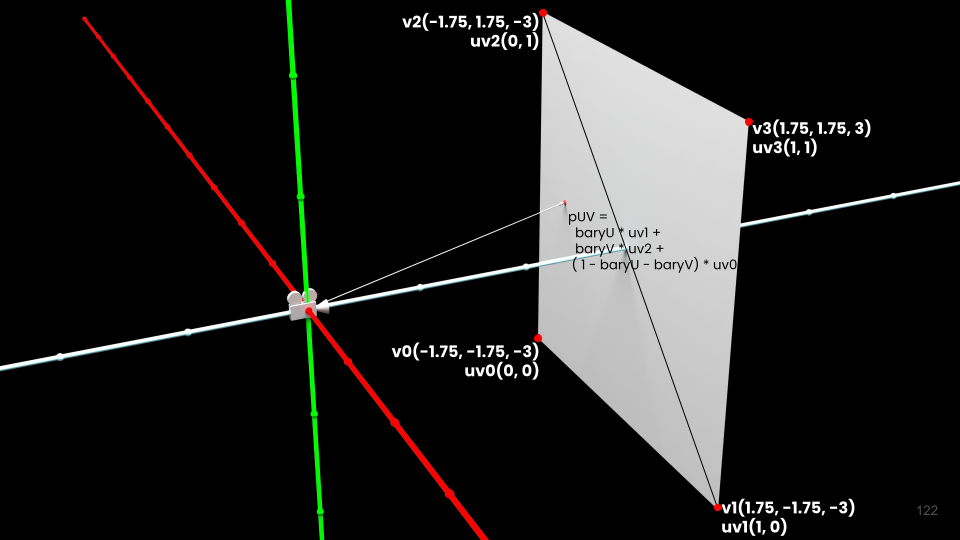 v2(-1.75, 1.75, -3)
uv2(0, 1)
v3(1.75, 1.75, 3)
uv3(1, 1)
pUV =
baryU * uv1 +
baryV * uv2 +
( 1 - baryU - baryV) * uv0
v0(-1.75, -1.75, -3)
uv0(0, 0)
v1(1.75, -1.75, -3)
uv1(1, 0)
122